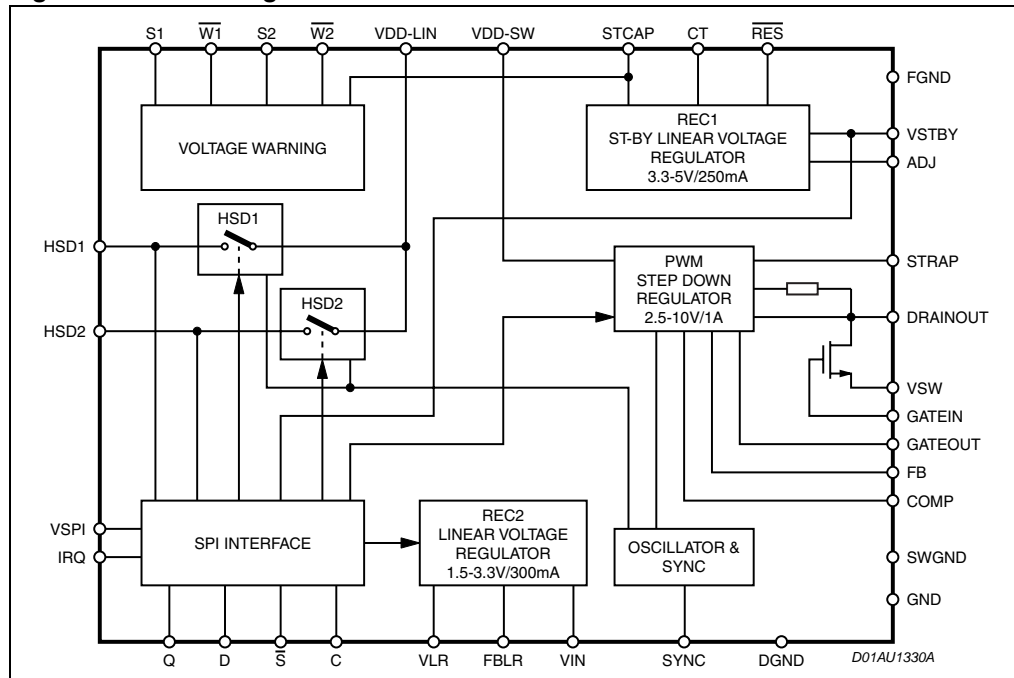 S1 W1 S2 W2 VDD-LIN VDD-SW STCAP CT RES
FGND
REC1
ST-BY LINEAR VOLTAGE
REGULATOR
3.3-5V/250mA
VOLTAGE WARNING
VSTBY
ADJ
HSD1
HSD1
PWM
STEP DOWN
REGULATOR
2.5-10V/1A
STRAP
HSD2
HSD2
DRAINOUT
VSW
GATEIN
GATEOUT
FB
COMP
VSPI
IRQ
SPI INTERFACE
REC2
LINEAR VOLTAGE
REGULATOR
1.5-3.3V/300mA
OSCILLATOR &
SYNC
SWGND
GND
Q D S C VLR FBLR VIN SYNC DGND
D01AU1330A